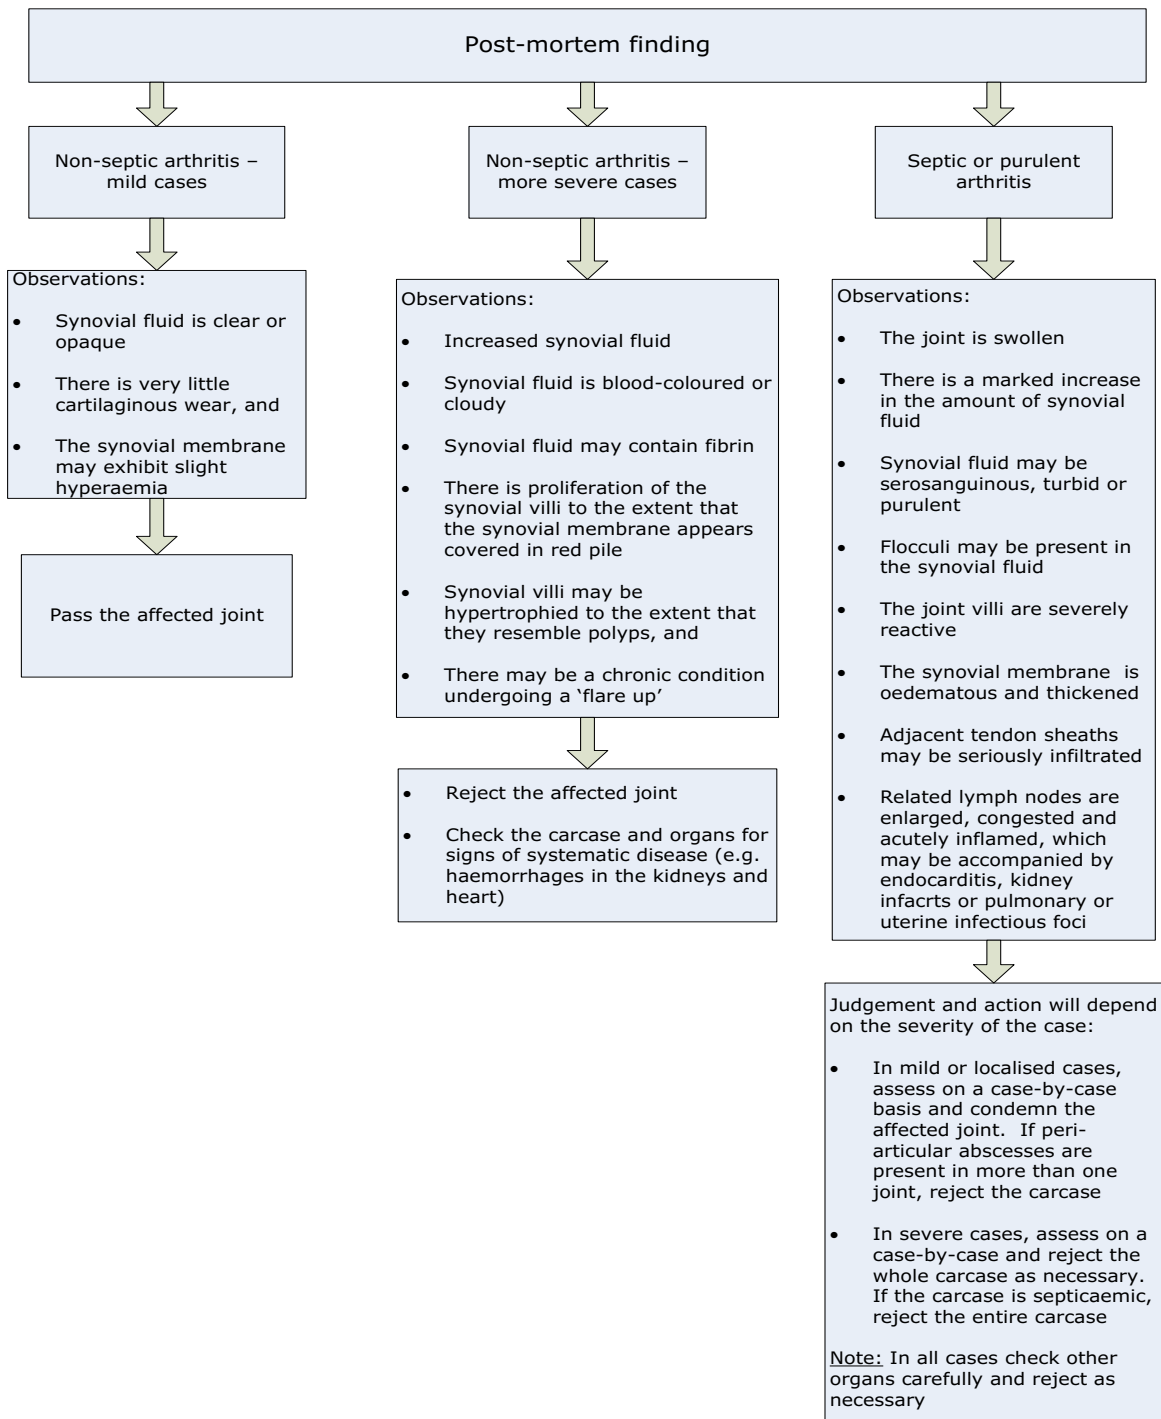 Post-mortem finding
Non-septic arthritis –
mild cases
Observations:
• Synovial fluid is clear or
opaque
• There is very little
cartilaginous wear, and
• The synovial membrane
may exhibit slight
hyperaemia
Pass the affected joint
Non-septic arthritis –
more severe cases
Observations:
• Increased synovial fluid
• Synovial fluid is blood-coloured or
cloudy
• Synovial fluid may contain fibrin
• There is proliferation of the
synovial villi to the extent that
the synovial membrane appears
covered in red pile
• Synovial villi may be
hypertrophied to the extent that
they resemble polyps, and
• There may be a chronic condition
undergoing a ‘flare up’
• Reject the affected joint
• Check the carcase and organs for
signs of systematic disease (e.g.
haemorrhages in the kidneys and
heart)
Septic or purulent
arthritis
Observations:
• The joint is swollen
• There is a marked increase
in the amount of synovial
fluid
• Synovial fluid may be
serosanguinous, turbid or
purulent
• Flocculi may be present in
the synovial fluid
• The joint villi are severely
reactive
• The synovial membrane is
oedematous and thickened
• Adjacent tendon sheaths
may be seriously infiltrated
• Related lymph nodes are
enlarged, congested and
acutely inflamed, which
may be accompanied by
endocarditis, kidney
infacrts or pulmonary or
uterine infectious foci
Judgement and action will depend
on the severity of the case:
• In mild or localised cases,
assess on a case-by-case
basis and condemn the
affected joint. If peri-
articular abscesses are
present in more than one
joint, reject the carcase
• In severe cases, assess on a
case-by-case and reject the
whole carcase as necessary.
If the carcase is septicaemic,
reject the entire carcase
Note: In all cases check other
organs carefully and reject as
necessary